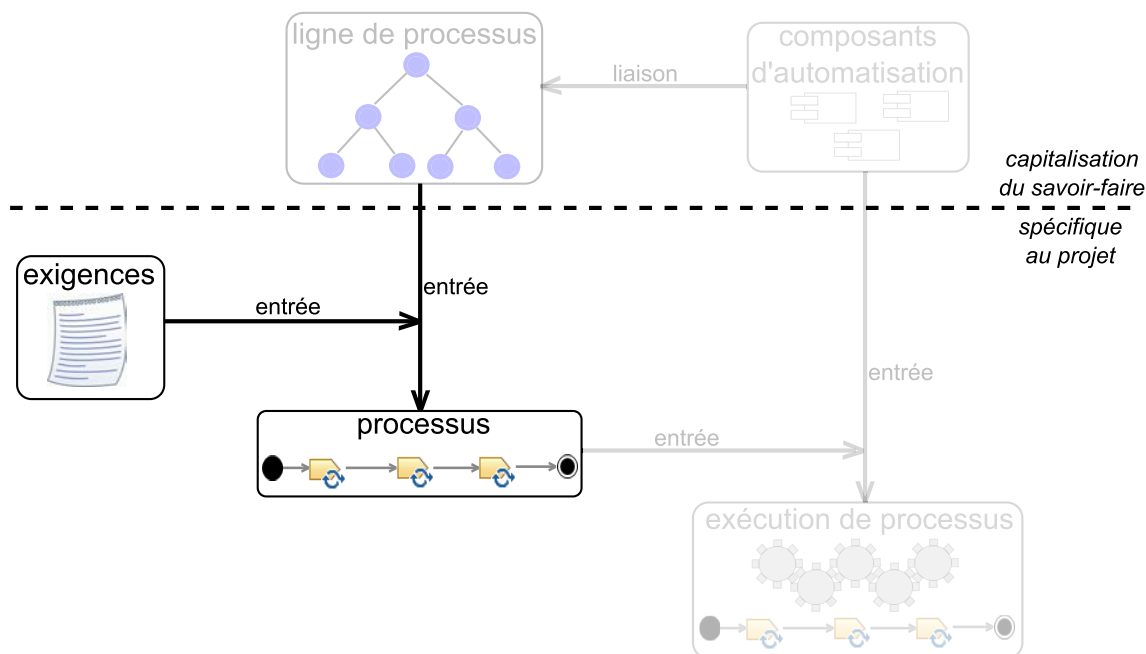 ligne de processus
composants
d'automatisation
liaison
capitalisation
du savoir-faire
spécifique
au projet
exigences
entrée
entrée
entrée
processus
entrée
exécution de processus